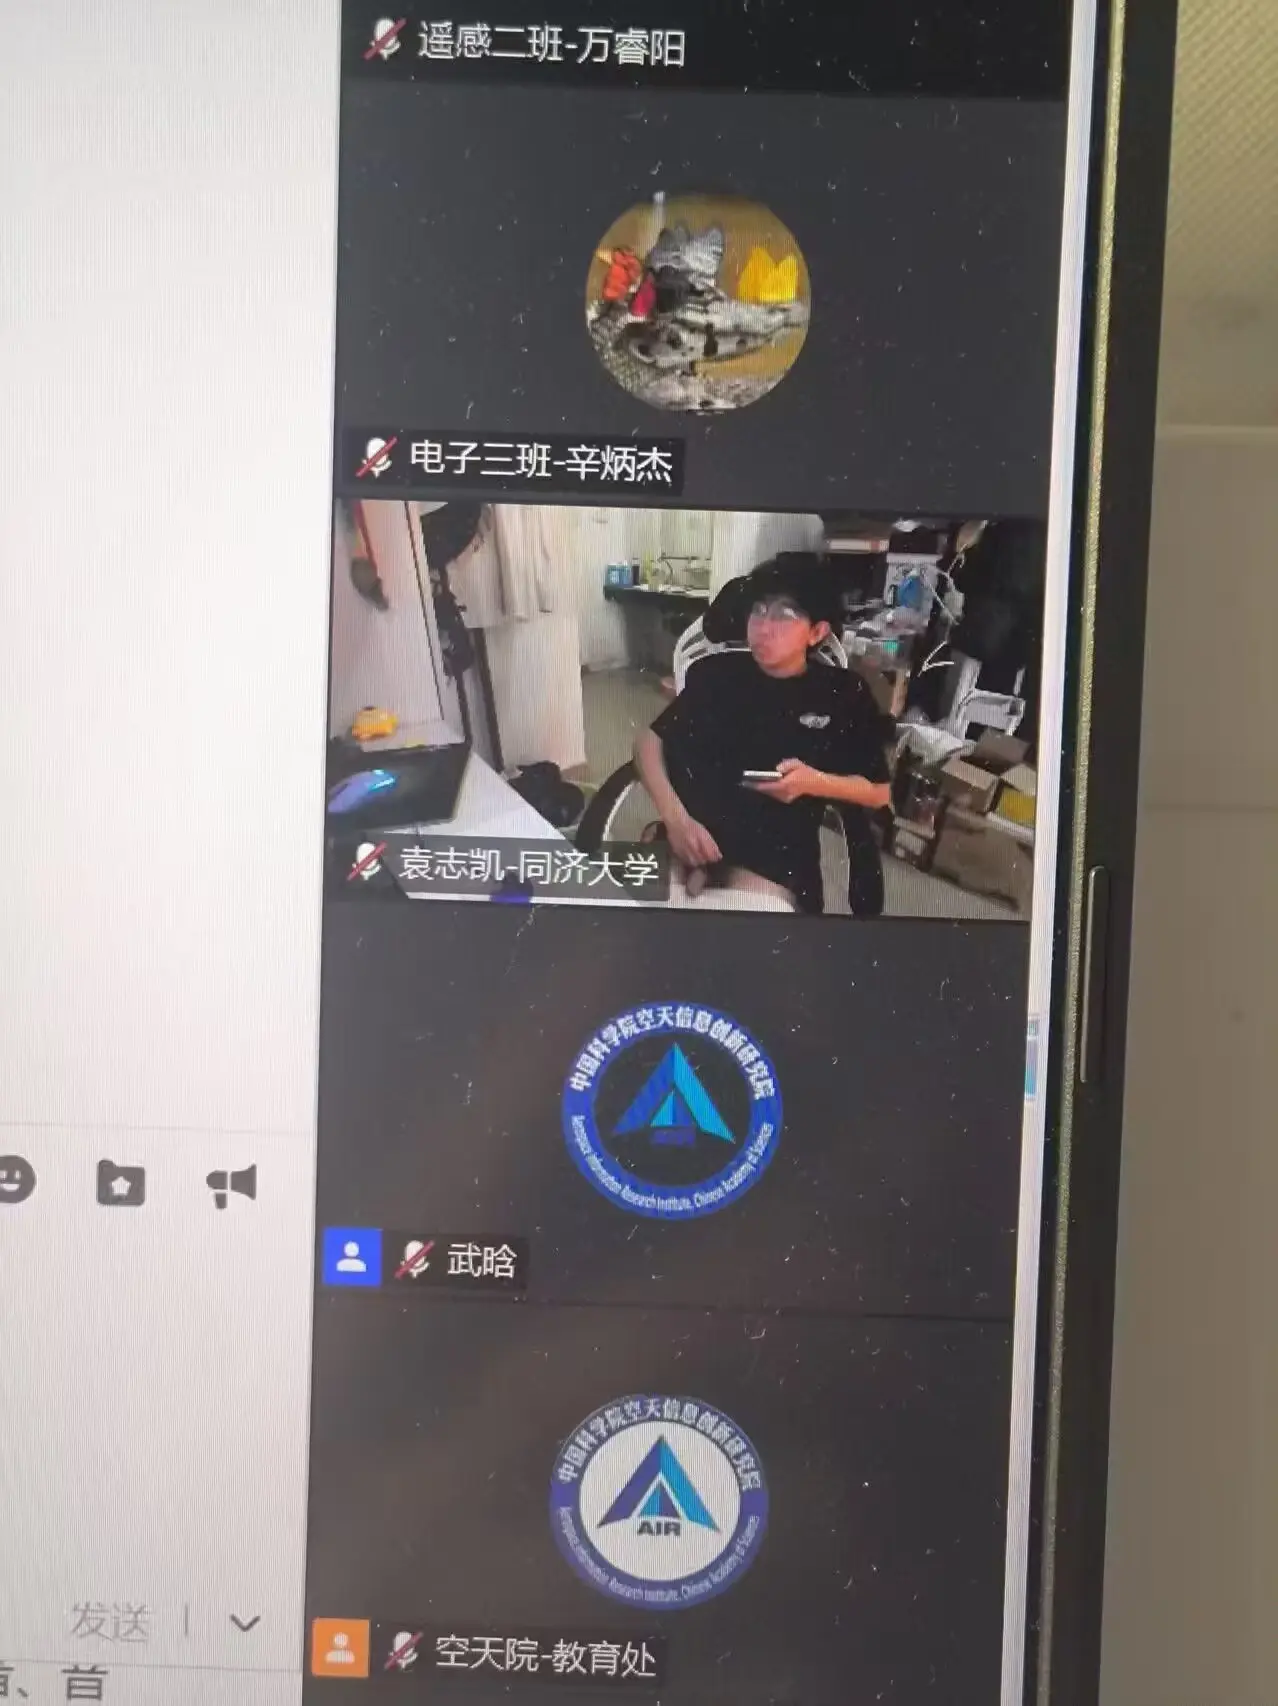 遥感二班-万睿阳
电子三班-辛炳杰
袁志凯-同济大学
中国科学院空天信息创新研究院
AIR
Aerospace Information Research Institute, Chinese Academy of Sciences
武晗
中国科学院空天信息创新研究院
AIR
Aerospace Information Research Institute, Chinese Academy of Sciences
发送
空天院-教育处
、首